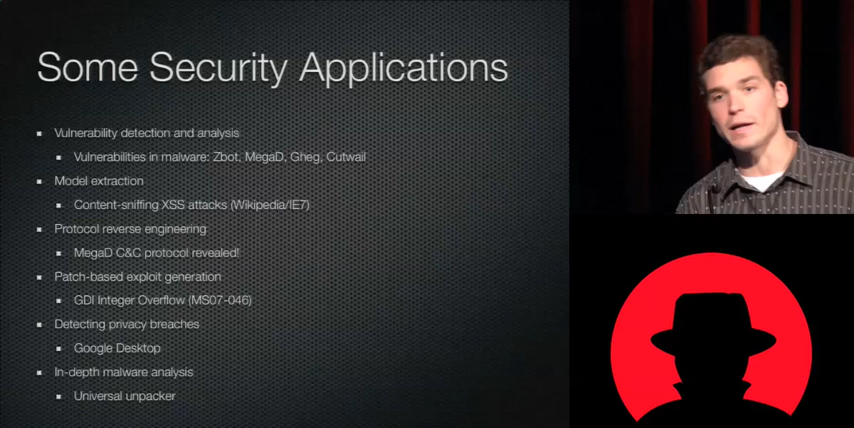 Some Security Applications
Vulnerability detection and analysis
Vulnerabilities in malware: Zbot, MegaD, Gheg, Cutwail
Model extraction
Content-sniffing XSS attacks (Wikipedia/IE7)
Protocol reverse engineering
MegaD C&C protocol revealed!
Patch-based exploit generation
GDI Integer Overflow (MS07-046)
Detecting privacy breaches
Google Desktop
In-depth malware analysis
Universal unpacker